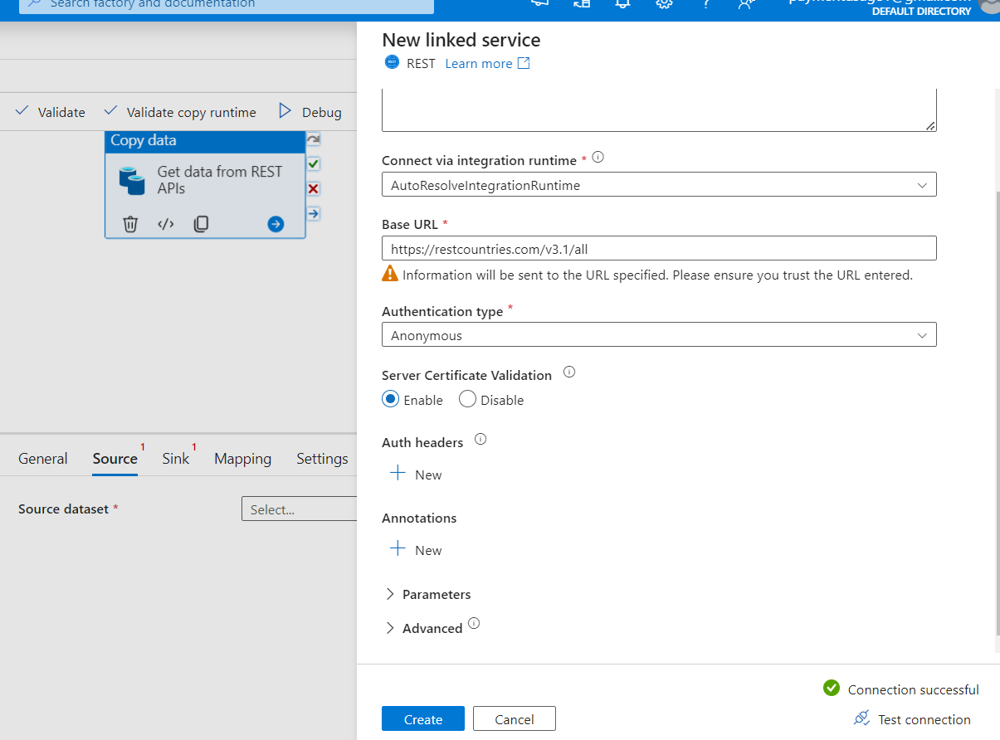 Search factory and documentation
DEFAULT DIRECTORY
Validate
Validate copy runtime
Debug
Copy data
Get data from REST
APIs
General
Source
1
Sink
1
Mapping
Settings
Source dataset *
Select...
New linked service
REST
Learn more
Connect via integration runtime *
AutoResolveIntegrationRuntime
Base URL *
https://restcountries.com/v3.1/all
Information will be sent to the URL specified. Please ensure you trust the URL entered.
Authentication type *
Anonymous
Server Certificate Validation
Enable
Disable
Auth headers
New
Annotations
New
Parameters
Advanced
Connection successful
Create
Cancel
Test connection